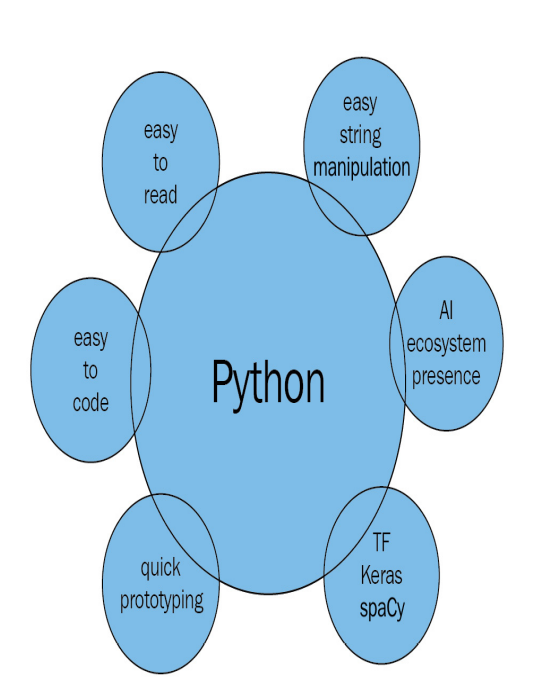 easy
to
read
easy
string
manipulation
easy
to
code
Python
AI
ecosystem
presence
quick
prototyping
TF
Keras
spaCy